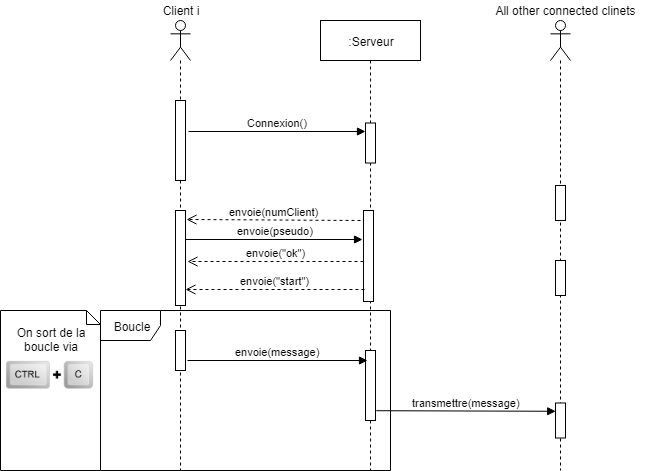 Client i
All other connected clinets
:Serveur
Connexion()
envoie(numClient)
envoie(pseudo)
envoie("ok")
envoie("start")
On sort de la
boucle via
CTRL + C
Boucle
envoie(message)
transmettre(message)